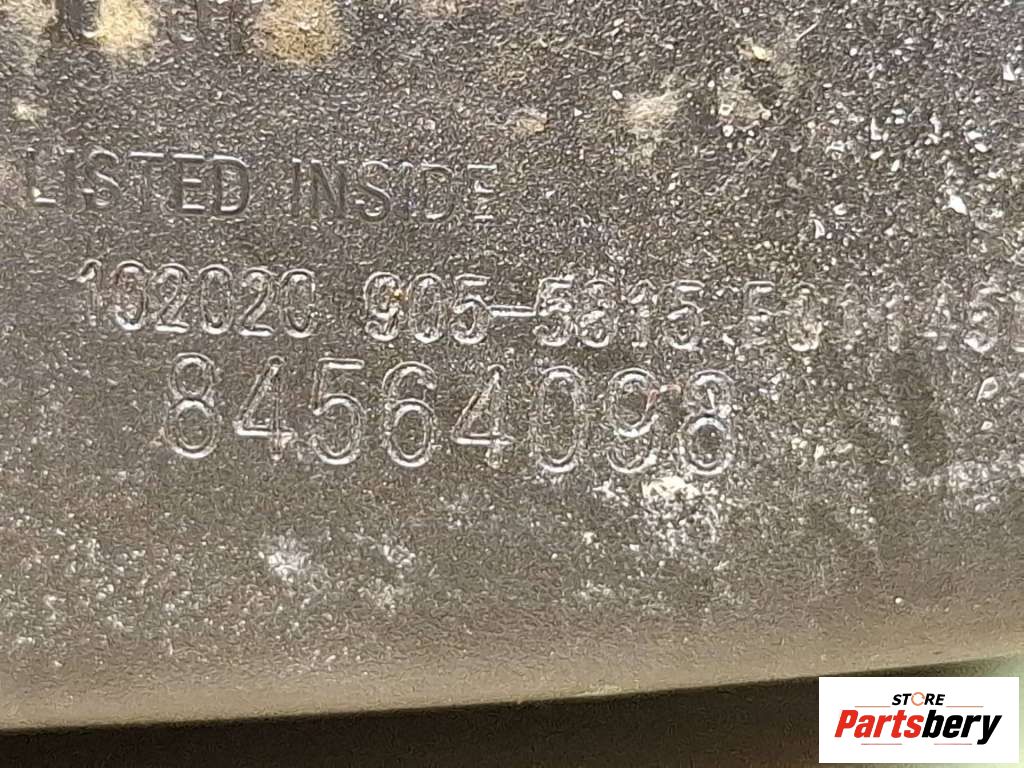 LISTED INSIDE
102020 905-5815
84564098
STORE
Partsbery